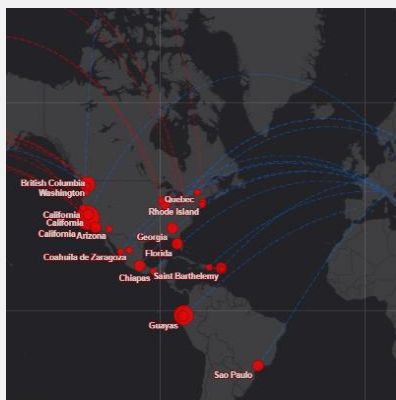 British Columbia
Washington
Quebec
Rhode Island
California
California
California
Arizona
Georgia
Florida
Coahuila de Zaragoza
Chiapas
Saint Barthelemy
Guayas
Sao Paulo